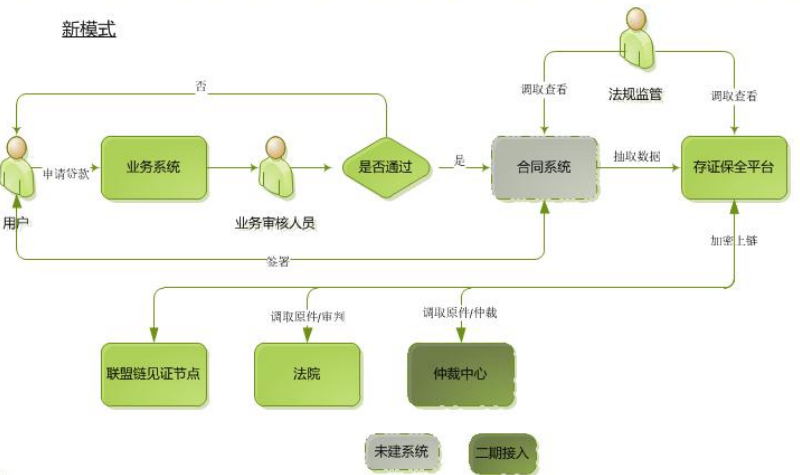 新模式
否
调取查看
法规监管
调取查看
申请贷款
业务系统
是否通过
是
合同系统
抽取数据
存证保全平台
用户
业务审核人员
加密上链
签署
调取原件/审判
调取原件/仲裁
联盟链见证节点
法院
仲裁中心
未建系统
二期接入